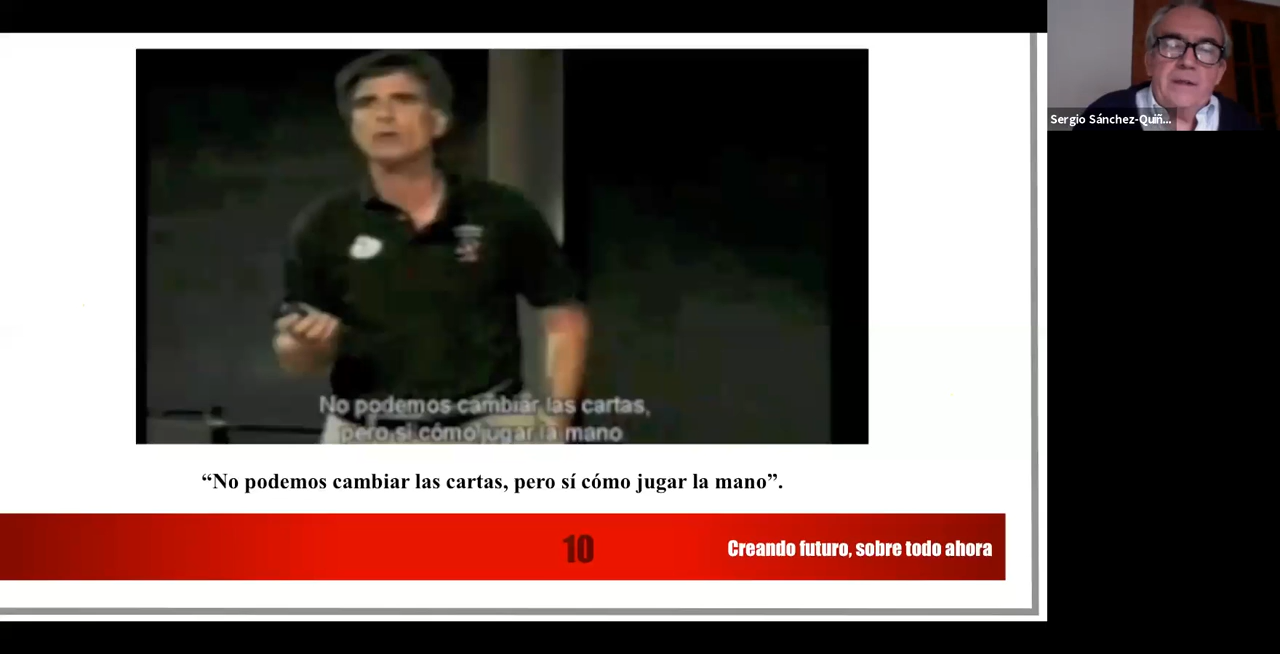 Sergio Sánchez-Quiñ...
No podemos cambiar las cartas,
pero si cómo jugar la mano
“No podemos cambiar las cartas, pero sí cómo jugar la mano”.
10
Creando futuro, sobre todo ahora